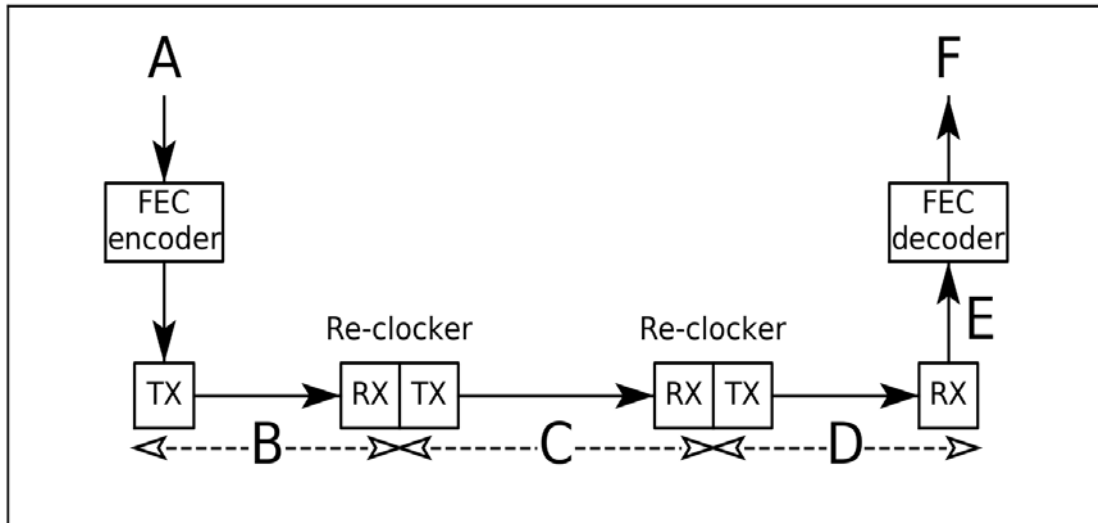 A
F
FEC
encoder
FEC
decoder
E
Re-clocker
Re-clocker
TX
RX
TX
RX
TX
RX
B
C
D